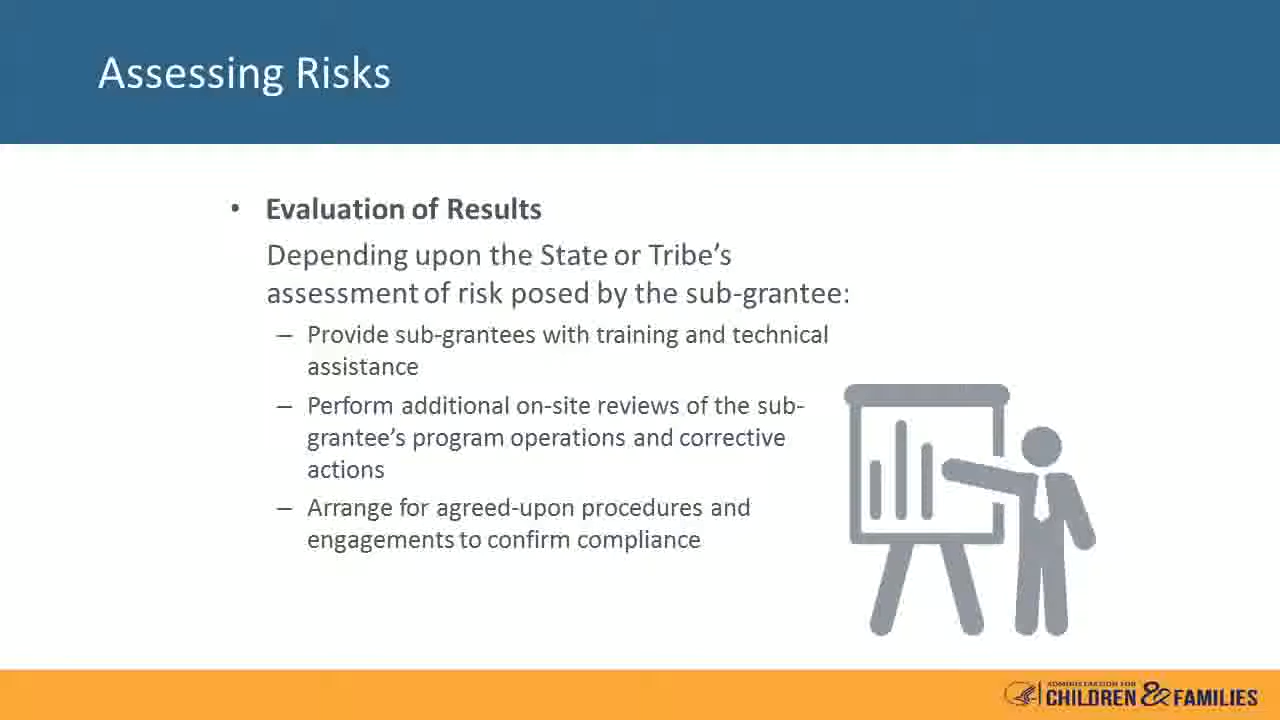 Assessing Risks
• Evaluation of Results
Depending upon the State or Tribe's
assessment of risk posed by the sub-grantee:
– Provide sub-grantees with training and technical
assistance
– Perform additional on-site reviews of the sub-
grantee's program operations and corrective
actions
– Arrange for agreed-upon procedures and
engagements to confirm compliance
ADMINISTRATION FOR
CHILDREN & FAMILIES